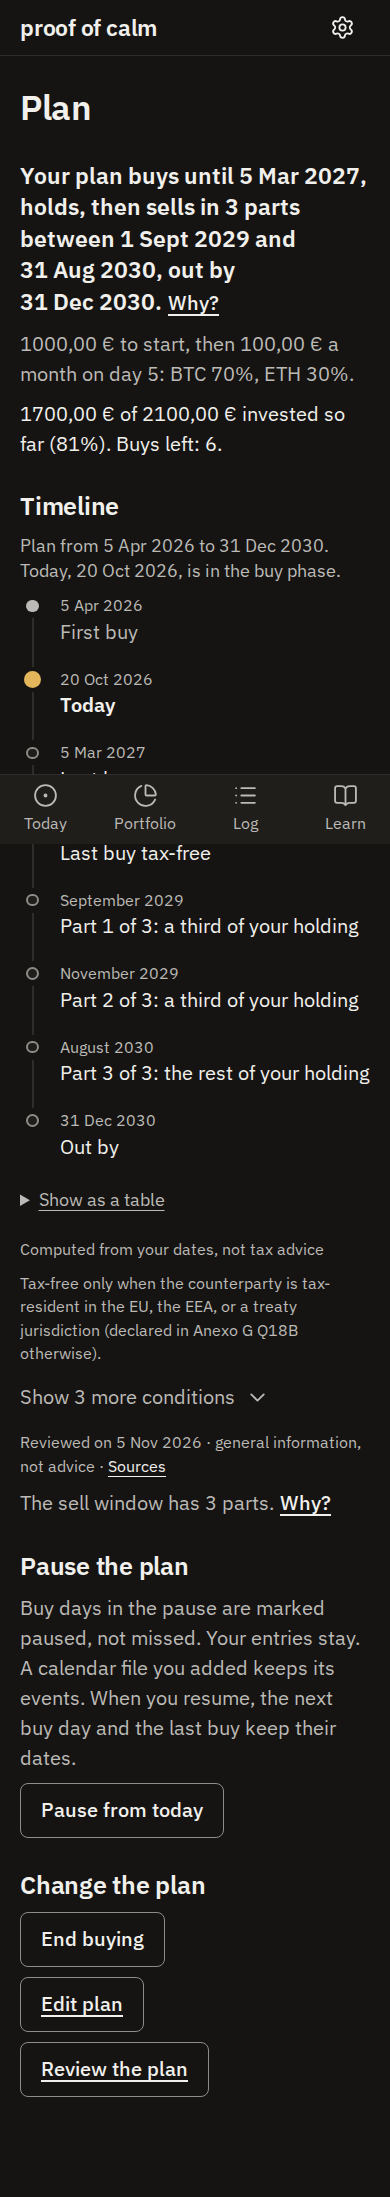 proof of calm
Plan
Your plan buys until 5 Mar 2027,
holds, then sells in 3 parts
between 1 Sept 2029 and
31 Aug 2030, out by
31 Dec 2030. Why?
1000,00 € to start, then 100,00 € a
month on day 5: BTC 70%, ETH 30%.
1700,00 € of 2100,00 € invested so
far (81%). Buys left: 6.
Timeline
Plan from 5 Apr 2026 to 31 Dec 2030.
Today, 20 Oct 2026, is in the buy phase.
5 Apr 2026
First buy
20 Oct 2026
Today
5 Mar 2027
Today Portfolio Log Learn
Last buy tax-free
September 2029
Part 1 of 3: a third of your holding
November 2029
Part 2 of 3: a third of your holding
August 2030
Part 3 of 3: the rest of your holding
31 Dec 2030
Out by
Show as a table
Computed from your dates, not tax advice
Tax-free only when the counterparty is tax-
resident in the EU, the EEA, or a treaty
jurisdiction (declared in Anexo G Q18B
otherwise).
Show 3 more conditions
Reviewed on 5 Nov 2026 · general information,
not advice · Sources
The sell window has 3 parts. Why?
Pause the plan
Buy days in the pause are marked
paused, not missed. Your entries stay.
A calendar file you added keeps its
events. When you resume, the next
buy day and the last buy keep their
dates.
Pause from today
Change the plan
End buying
Edit plan
Review the plan